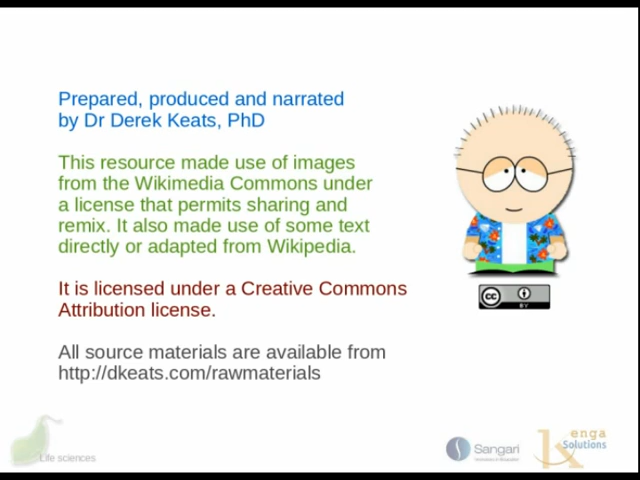 Prepared, produced and narrated
by Dr Derek Keats, PhD
This resource made use of images
from the Wikimedia Commons under
a license that permits sharing and
remix. It also made use of some text
directly or adapted from Wikipedia.
It is licensed under a Creative Commons
Attribution license.
All source materials are available from
http://dkeats.com/rawmaterials
cc
BY
Life sciences
Sangari
enga
Solutions